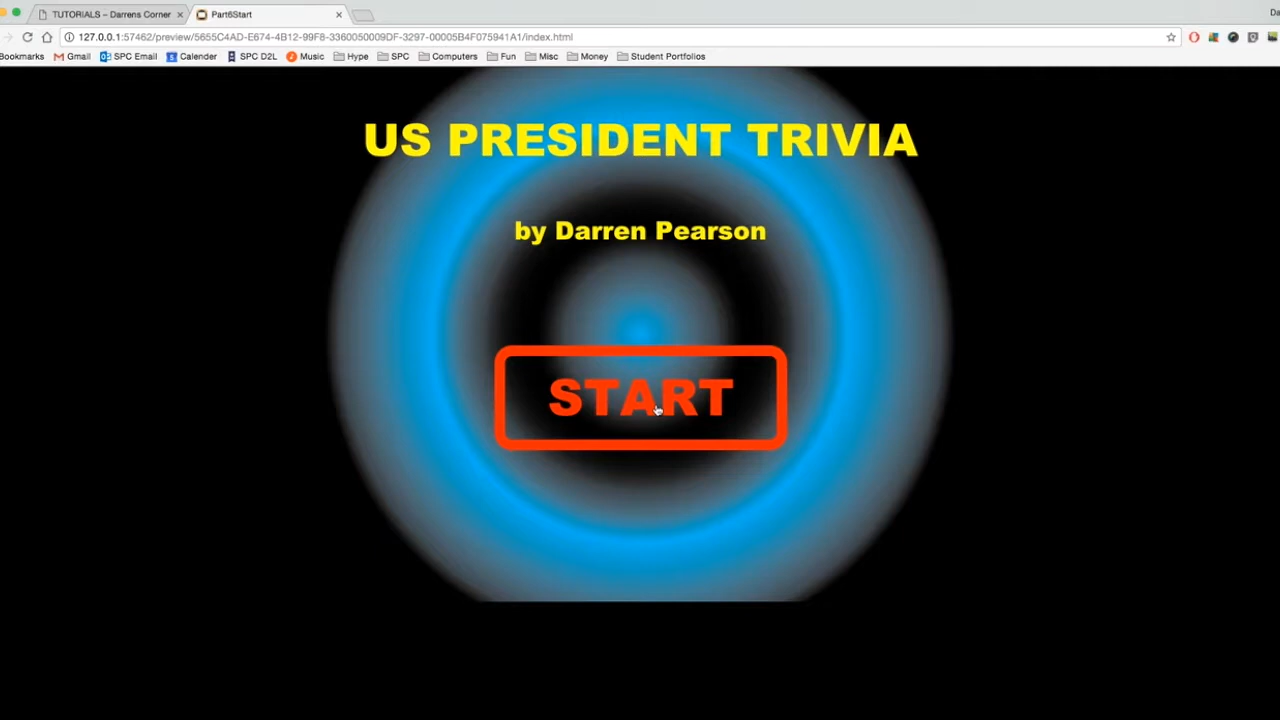 TUTORIALS – Darrens Corner
Part6Start
Da
127.0.0.1:57462/preview/5655C4AD-E674-4B12-99F8-3360050009DF-3297-00005B4F075941A1/index.html
Bookmarks Gmail SPC Email Calender SPC D2L Music Hype SPC Computers Fun Misc Money Student Portfolios
US PRESIDENT TRIVIA
by Darren Pearson
START